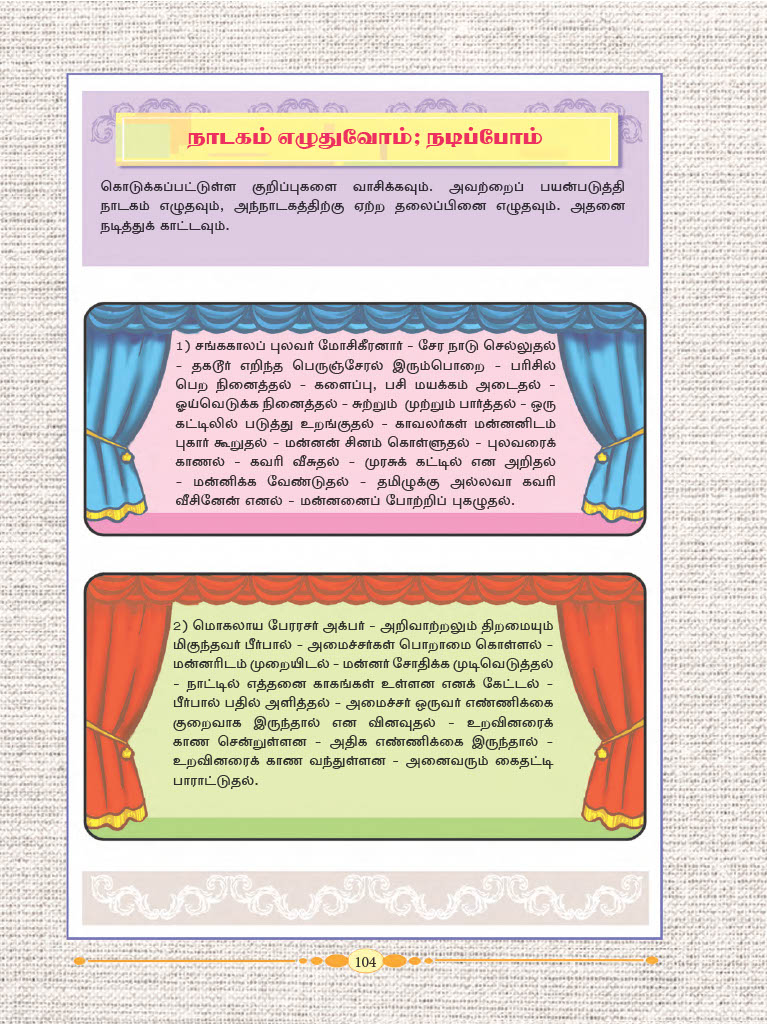 நாடகம் எழுதுவோம்; நடிப்போம்
கொடுக்கப்பட்டுள்ள குறிப்புகளை வாசிக்கவும். அவற்றைப் பயன்படுத்தி
நாடகம் எழுதவும், அந்நாடகத்திற்கு ஏற்ற தலைப்பினை எழுதவும். அதனை
நடித்துக் காட்டவும்.
1) சங்ககாலப் புலவர் மோசிகீரனார் - சேர நாடு செல்லுதல்
- தகடூர் எறிந்த பெருஞ்சேரல் இரும்பொறை - பரிசில்
பெற நினைத்தல் - களைப்பு, பசி மயக்கம் அடைதல் -
ஓய்வெடுக்க நினைத்தல் - சுற்றும் முற்றும் பார்த்தல் - ஒரு
கட்டிலில் படுத்து உறங்குதல் - காவலர்கள் மன்னனிடம்
புகார் கூறுதல் - மன்னன் சினம் கொள்ளுதல் - புலவரைக்
காணல் - கவரி வீசுதல் - முரசுக் கட்டில் என அறிதல்
- மன்னிக்க வேண்டுதல் - தமிழுக்கு அல்லவா கவரி
வீசினேன் எனல் - மன்னனைப் போற்றிப் புகழுதல்.
2) மொகலாய பேரரசர் அக்பர் - அறிவாற்றலும் திறமையும்
மிகுந்தவர் பீர்பால் - அமைச்சர்கள் பொறாமை கொள்ளல் -
மன்னரிடம் முறையிடல் - மன்னர் சோதிக்க முடிவெடுத்தல்
- நாட்டில் எத்தனை காகங்கள் உள்ளன எனக் கேட்டல் -
பீர்பால் பதில் அளித்தல் - அமைச்சர் ஒருவர் எண்ணிக்கை
குறைவாக இருந்தால் என வினவுதல் - உறவினரைக்
காண சென்றுள்ளன - அதிக எண்ணிக்கை இருந்தால் -
உறவினரைக் காண வந்துள்ளன - அனைவரும் கைதட்டி
பாராட்டுதல்.
104